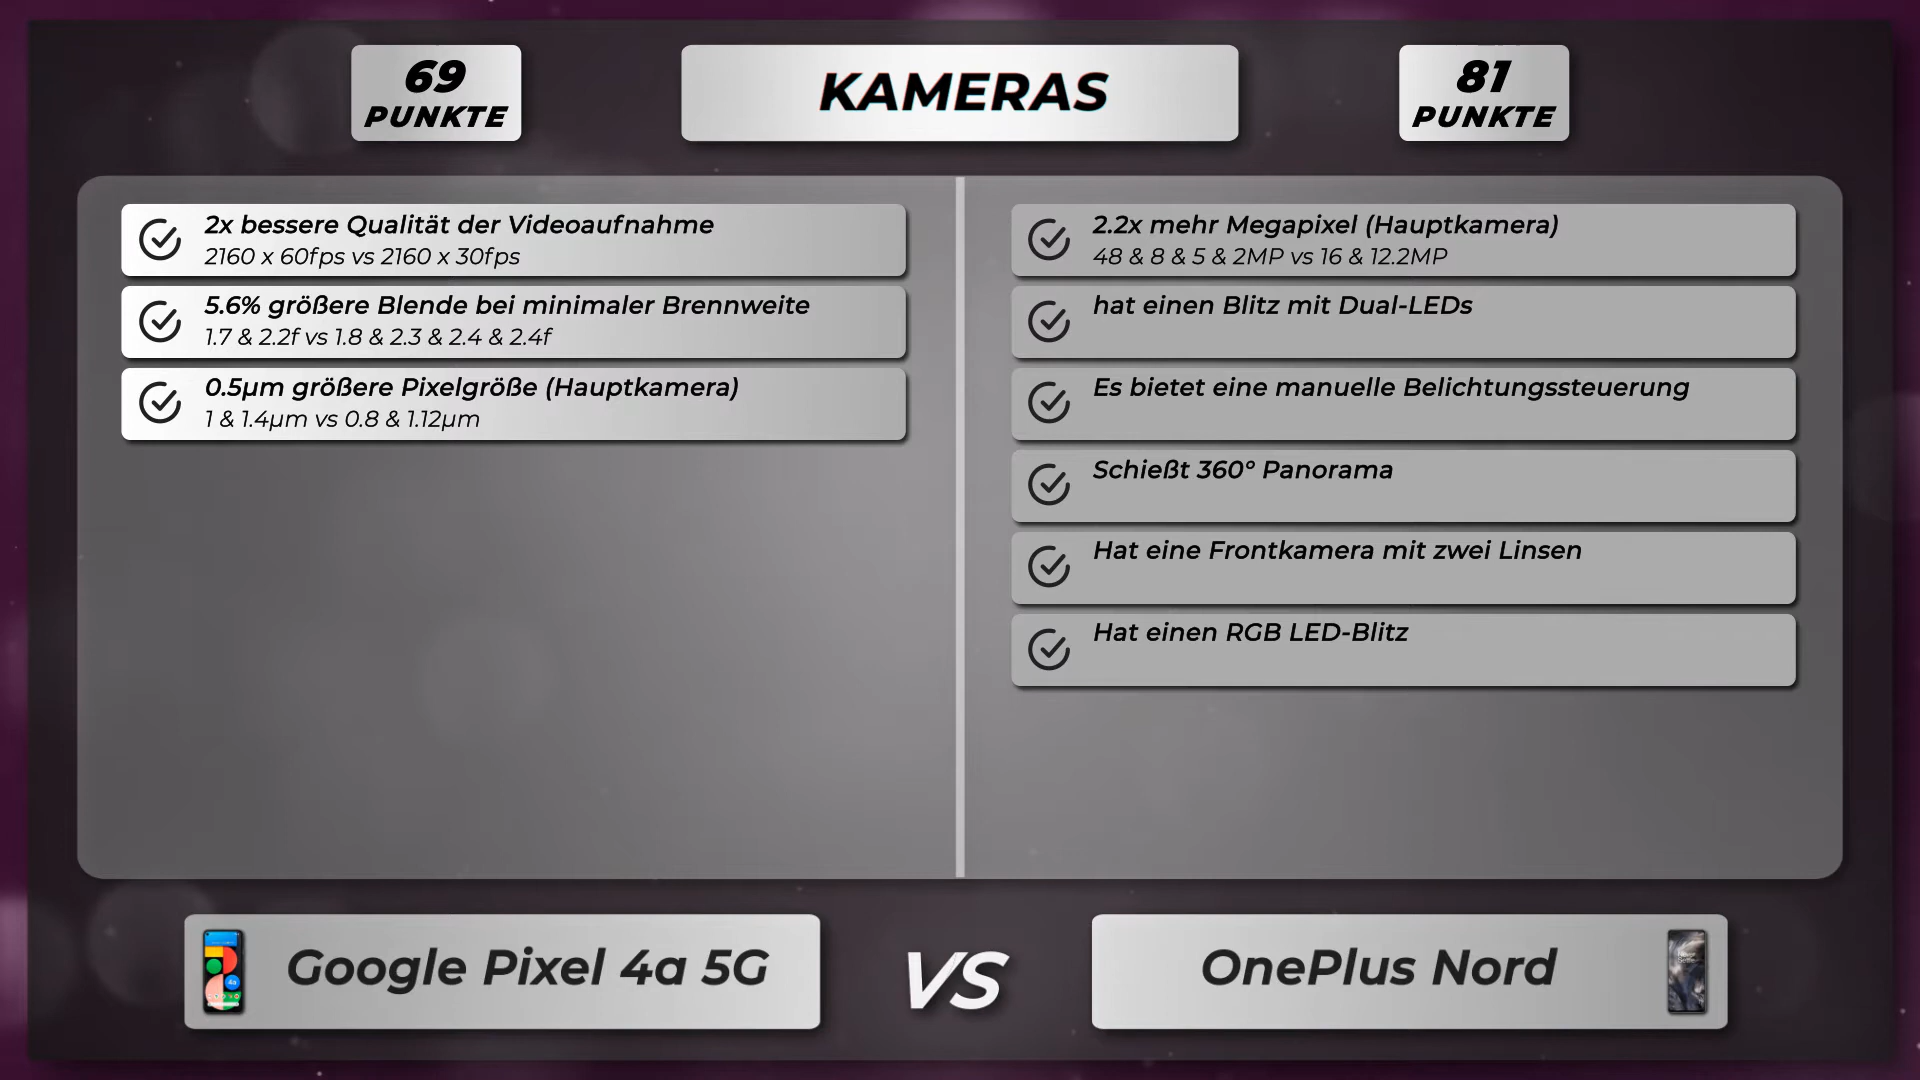 69
PUNKTE
KAMERAS
81
PUNKTE
2x bessere Qualität der Videoaufnahme
2160 x 60fps vs 2160 x 30fps
5.6% größere Blende bei minimaler Brennweite
1.7 & 2.2f vs 1.8 & 2.3 & 2.4 & 2.4f
0.5µm größere Pixelgröße (Hauptkamera)
1 & 1.4µm vs 0.8 & 1.12µm
2.2x mehr Megapixel (Hauptkamera)
48 & 8 & 5 & 2MP vs 16 & 12.2MP
hat einen Blitz mit Dual-LEDs
Es bietet eine manuelle Belichtungssteuerung
Schießt 360° Panorama
Hat eine Frontkamera mit zwei Linsen
Hat einen RGB LED-Blitz
Google Pixel 4a 5G
VS
OnePlus Nord